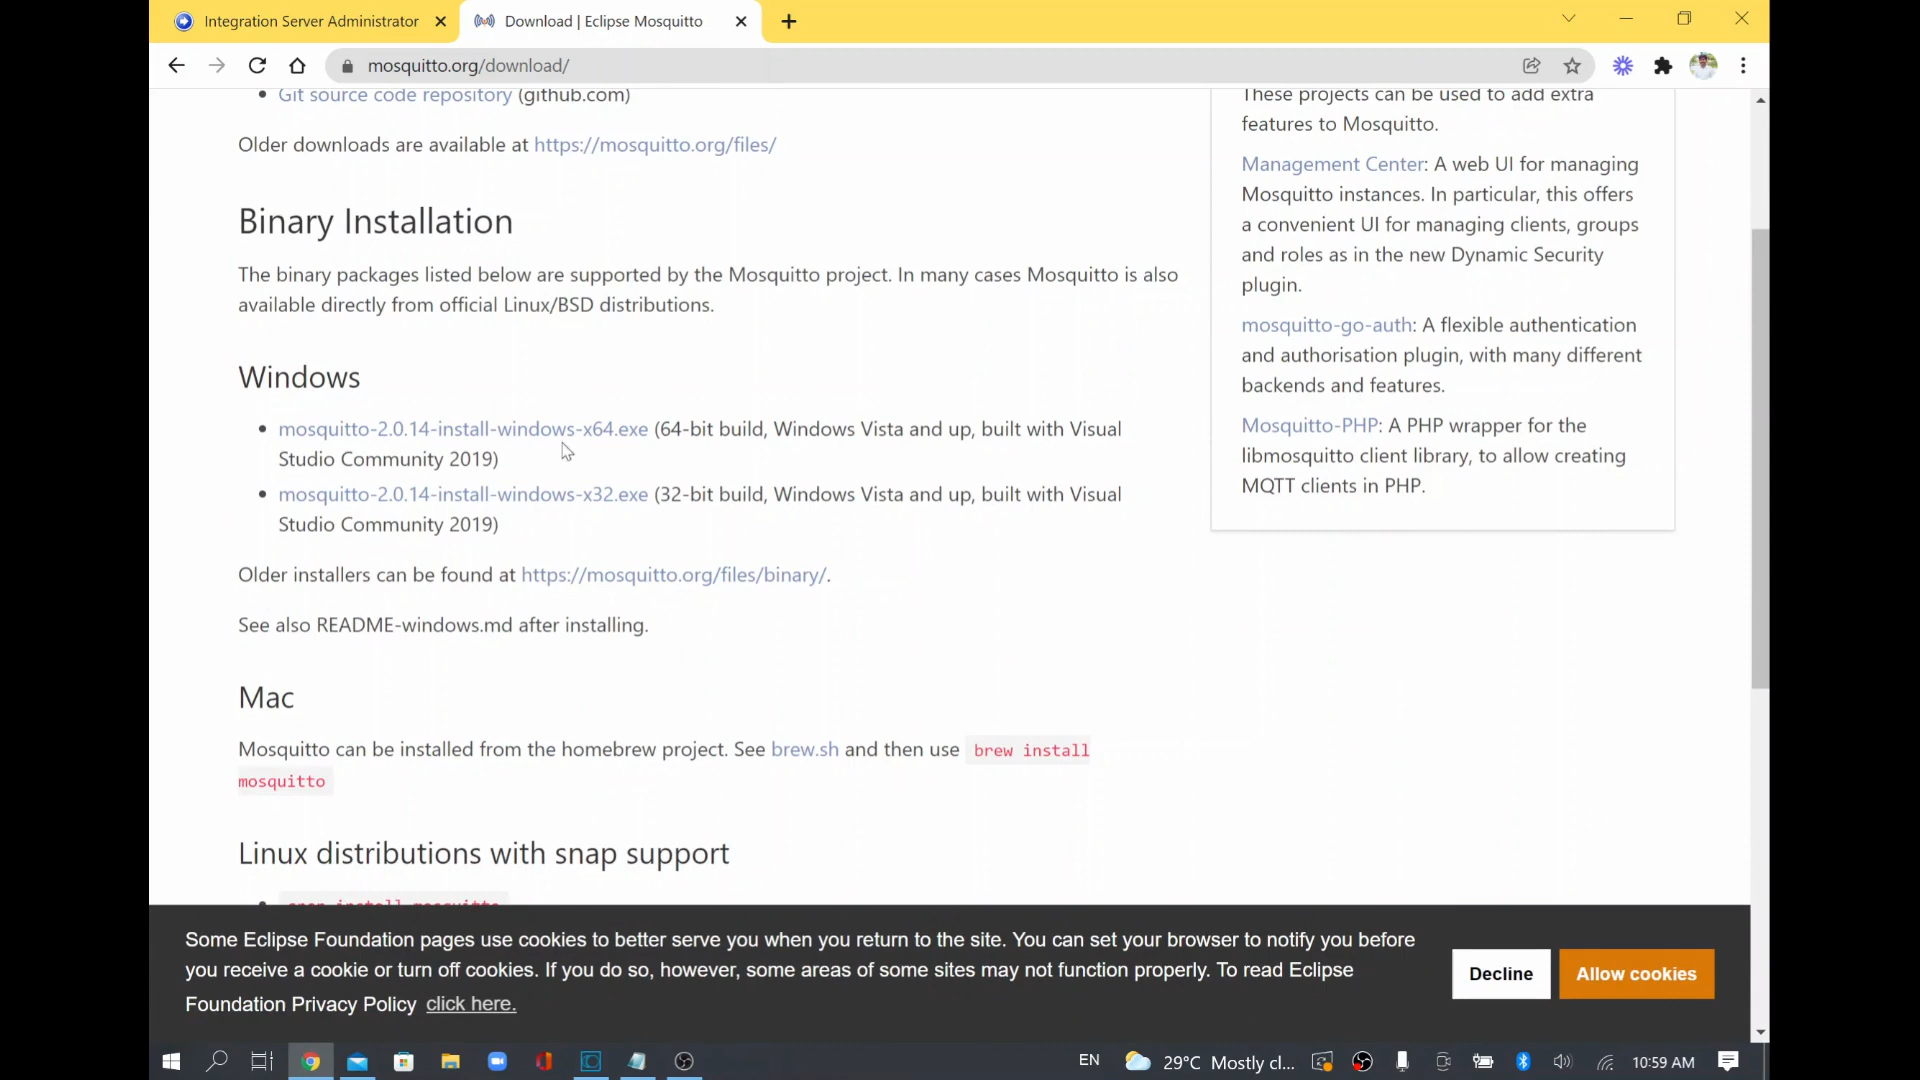 Integration Server Administrator
Download | Eclipse Mosquitto
mosquitto.org/download/
Git source code repository (github.com)
Older downloads are available at https://mosquitto.org/files/
Binary Installation
The binary packages listed below are supported by the Mosquitto project. In many cases Mosquitto is also
available directly from official Linux/BSD distributions.
Windows
mosquitto-2.0.14-install-windows-x64.exe (64-bit build, Windows Vista and up, built with Visual
Studio Community 2019)
mosquitto-2.0.14-install-windows-x32.exe (32-bit build, Windows Vista and up, built with Visual
Studio Community 2019)
Older installers can be found at https://mosquitto.org/files/binary/.
See also README-windows.md after installing.
Mac
Mosquitto can be installed from the homebrew project. See brew.sh and then use brew install
mosquitto
Linux distributions with snap support
snap install mosquitto
These projects can be used to add extra
features to Mosquitto.
Management Center: A web UI for managing
Mosquitto instances. In particular, this offers
a convenient UI for managing clients, groups
and roles as in the new Dynamic Security
plugin.
mosquitto-go-auth: A flexible authentication
and authorisation plugin, with many different
backends and features.
Mosquitto-PHP: A PHP wrapper for the
libmosquitto client library, to allow creating
MQTT clients in PHP.
Some Eclipse Foundation pages use cookies to better serve you when you return to the site. You can set your browser to notify you before
you receive a cookie or turn off cookies. If you do so, however, some areas of some sites may not function properly. To read Eclipse
Foundation Privacy Policy click here.
Decline
Allow cookies
EN
29°C Mostly cl...
10:59 AM